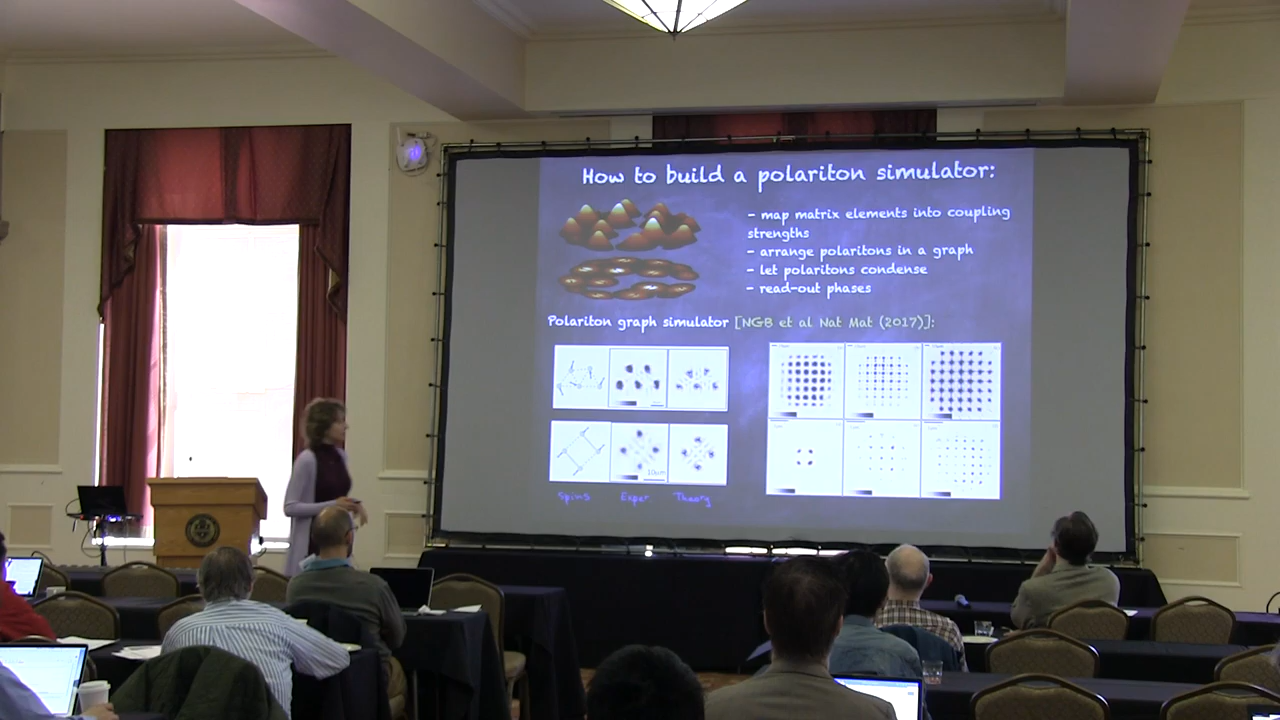 How to build a polariton simulator:
- map matrix elements into coupling
strengths
- arrange polaritons in a graph
- let polaritons condense
- read-out phases
Polariton graph simulator [NGB et al Nat Mat (2017)]:
10μm
Spins Exper. Theory